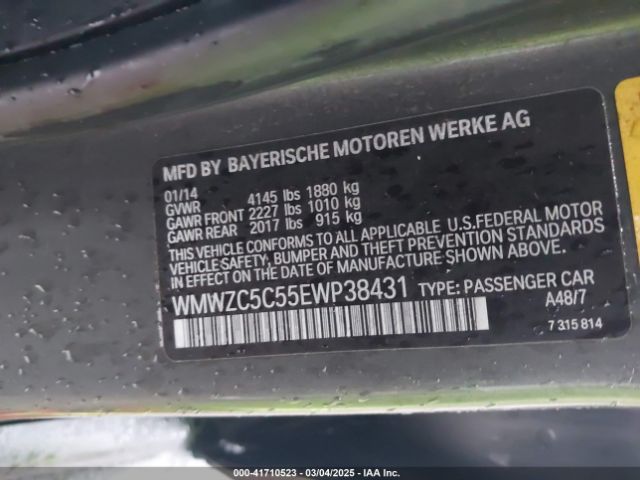 MFD BY BAYERISCHE MOTOREN WERKE AG
01/14
GVWR 4145 lbs 1880 kg
GAWR FRONT 2227 lbs 1010 kg
GAWR REAR 2017 lbs 915 kg
THIS VEHICLE CONFORMS TO ALL APPLICABLE U.S.FEDERAL MOTOR
VEHICLE SAFETY, BUMPER AND THEFT PREVENTION STANDARDS
IN EFFECT ON THE DATE OF MANUFACTURE SHOWN ABOVE.
WMWZC5C55EWP38431 TYPE: PASSENGER CAR
A48/7
7 315 814
000-41710523 — 03/04/2025 — IAA Inc.